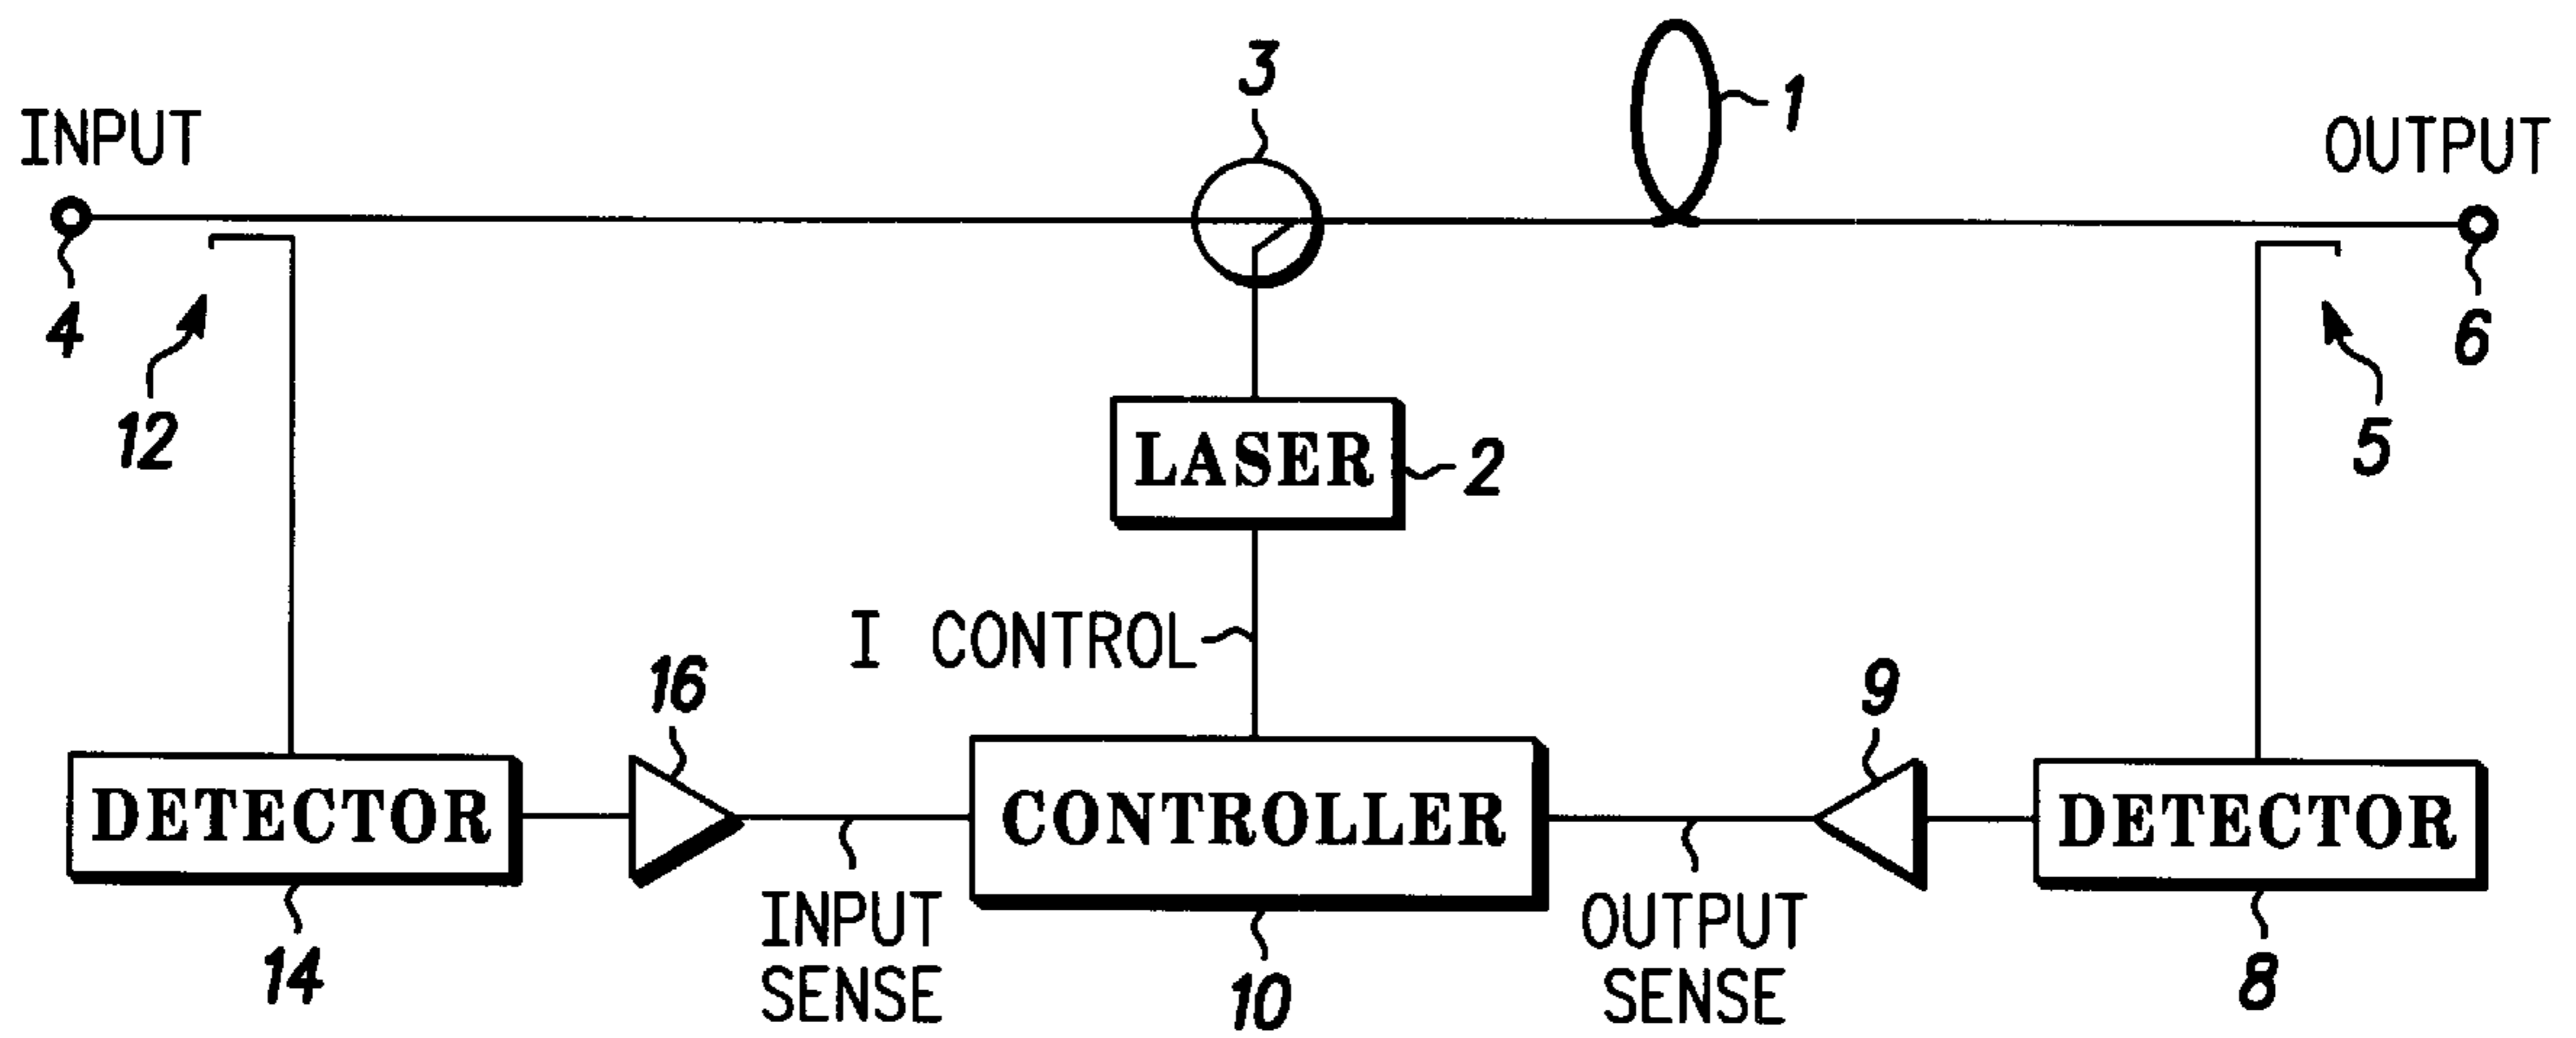 3
1
INPUT
OUTPUT
4
12
6
5
LASER
2
I CONTROL
16
9
DETECTOR
CONTROLLER
DETECTOR
INPUT
SENSE
OUTPUT
SENSE
14
10
8